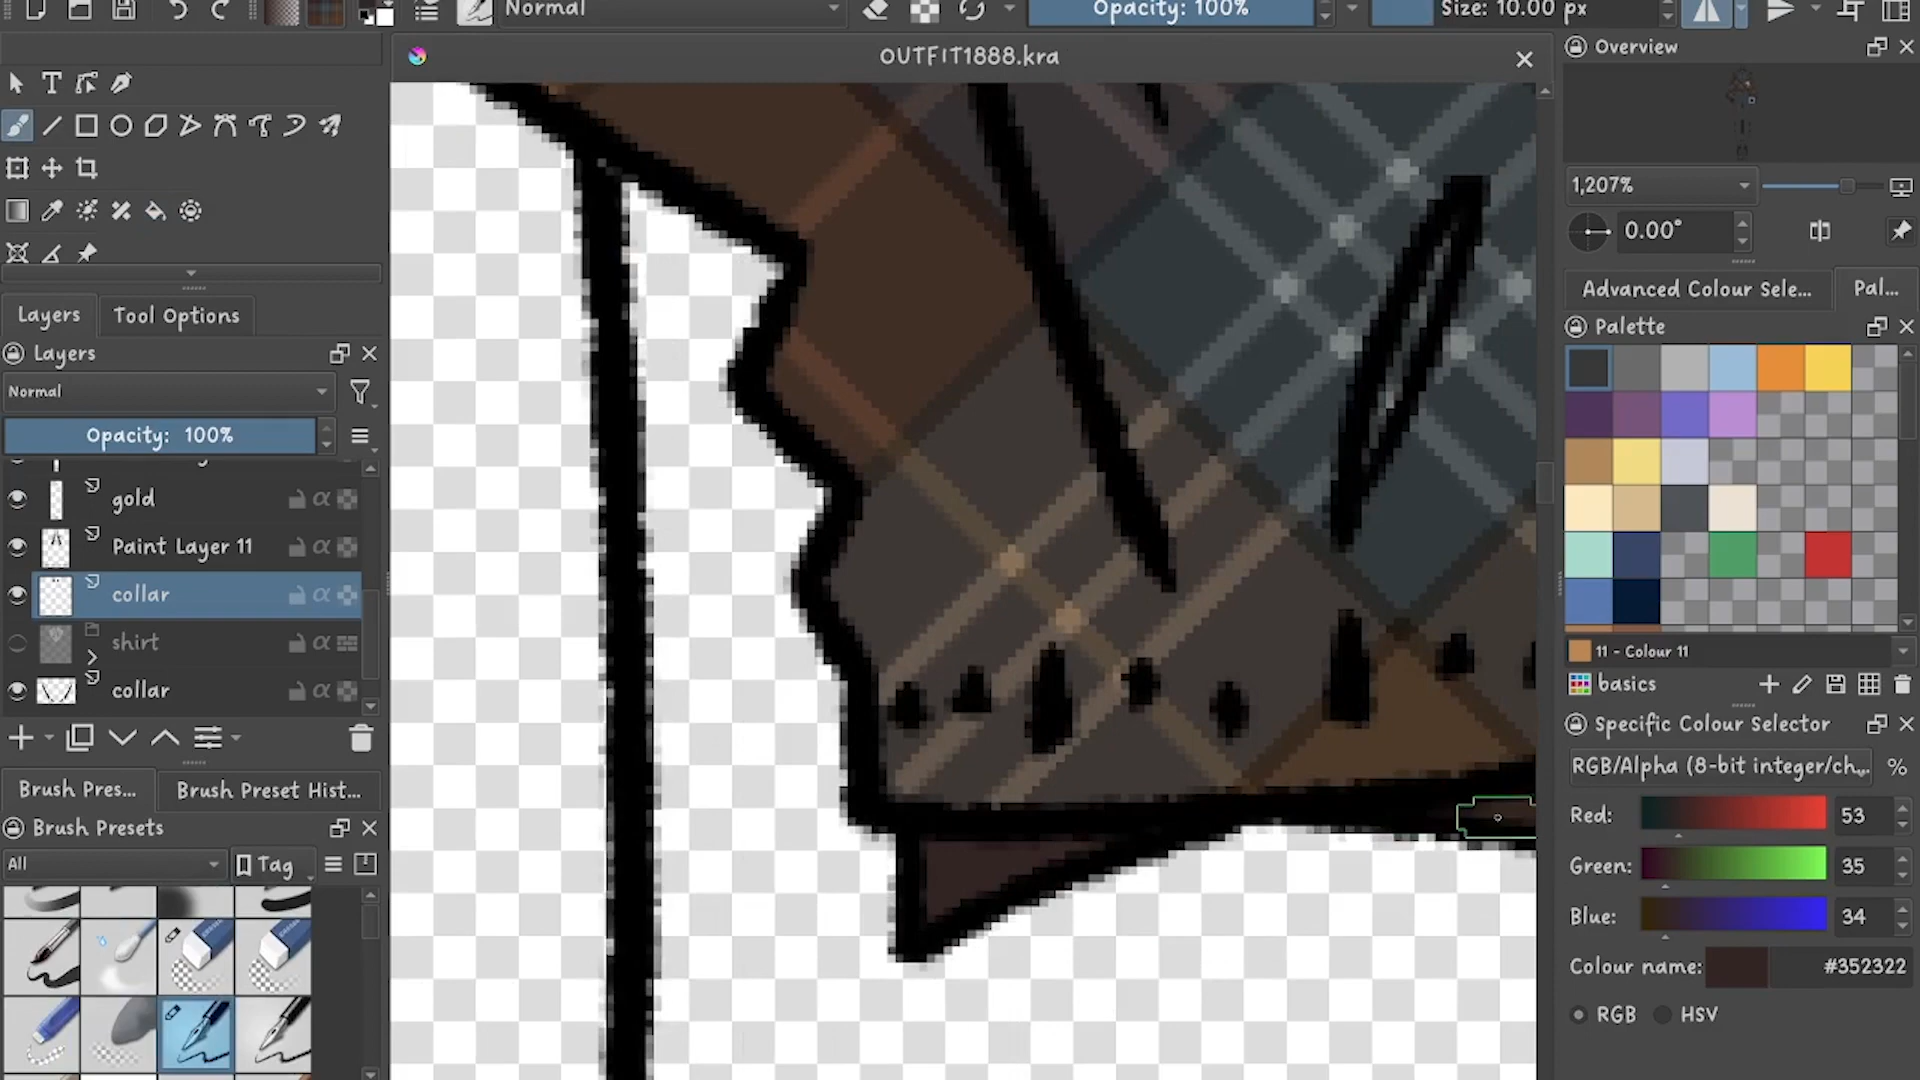 Normal
Opacity: 100%
Size: 10.00 px
OUTFIT1888.kra
Overview
1,207%
0.00°
Layers
Tool Options
Layers
Normal
Opacity: 100%
gold
Paint Layer 11
collar
shirt
collar
Brush Pres...
Brush Preset Hist...
Brush Presets
All
Tag
Advanced Colour Sele...
Pal...
Palette
11 - Colour 11
basics
Specific Colour Selector
RGB/Alpha (8-bit integer/ch...
%
Red: 53
Green: 35
Blue: 34
Colour name: #352322
RGB
HSV